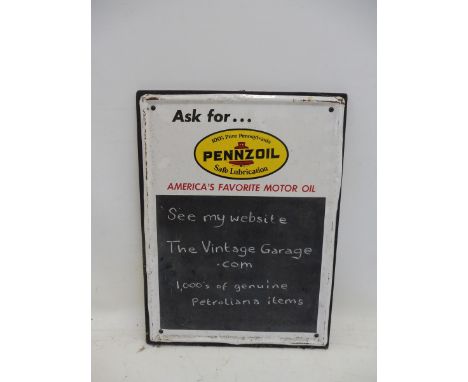 Ask for...
100% Pure Pennsylvania
PENNZOIL
Safe Lubrication
AMERICA'S FAVORITE MOTOR OIL
See my website
The Vintage Garage
.com
1,000's of genuine
Petroliana items